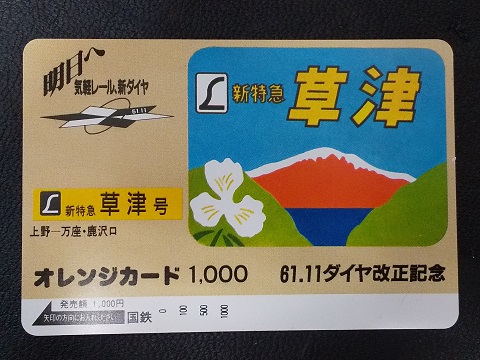 明日へ
気軽レール、新ダイヤ
61.11
L 新特急 草津
L 新特急 草津号
上野―万座・鹿沢口
オレンジカード 1,000
61.11ダイヤ改正記念
発売額 1,000円
矢印の方向にお入れください
国鉄
0 100 500 1000